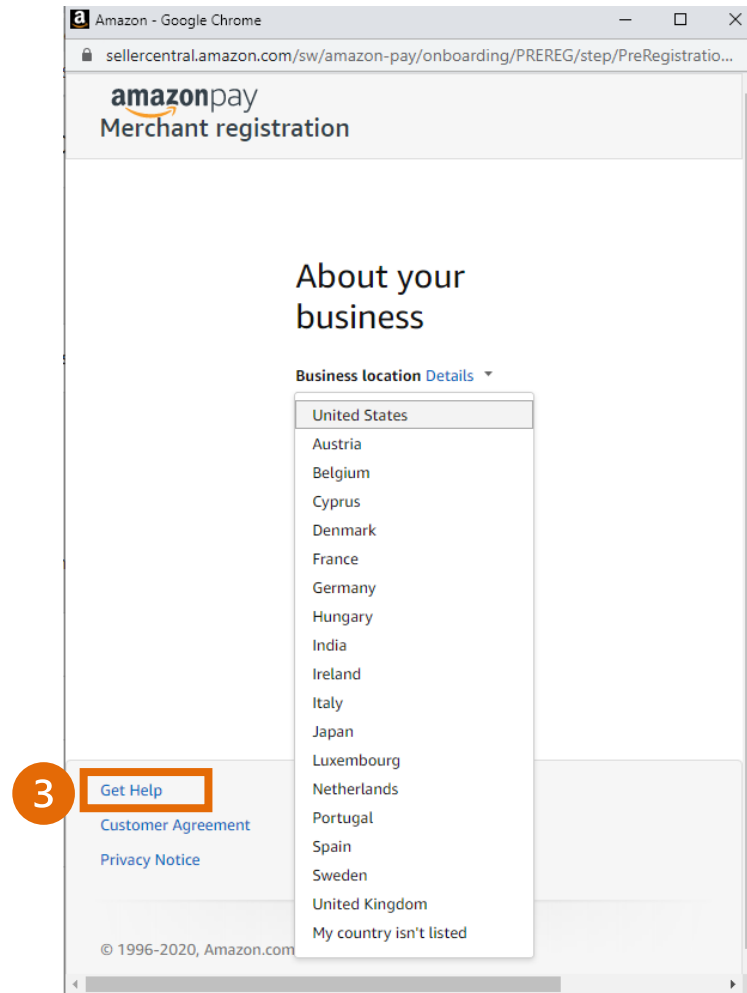 Amazon - Google Chrome
sellercentral.amazon.com/sw/amazon-pay/onboarding/PREREG/step/PreRegistratio...
amazonpay
Merchant registration
About your
business
Business location Details
United States
Austria
Belgium
Cyprus
Denmark
France
Germany
Hungary
India
Ireland
Italy
Japan
Luxembourg
Netherlands
Portugal
Spain
Sweden
United Kingdom
My country isn't listed
3 Get Help
Customer Agreement
Privacy Notice
© 1996-2020, Amazon.com